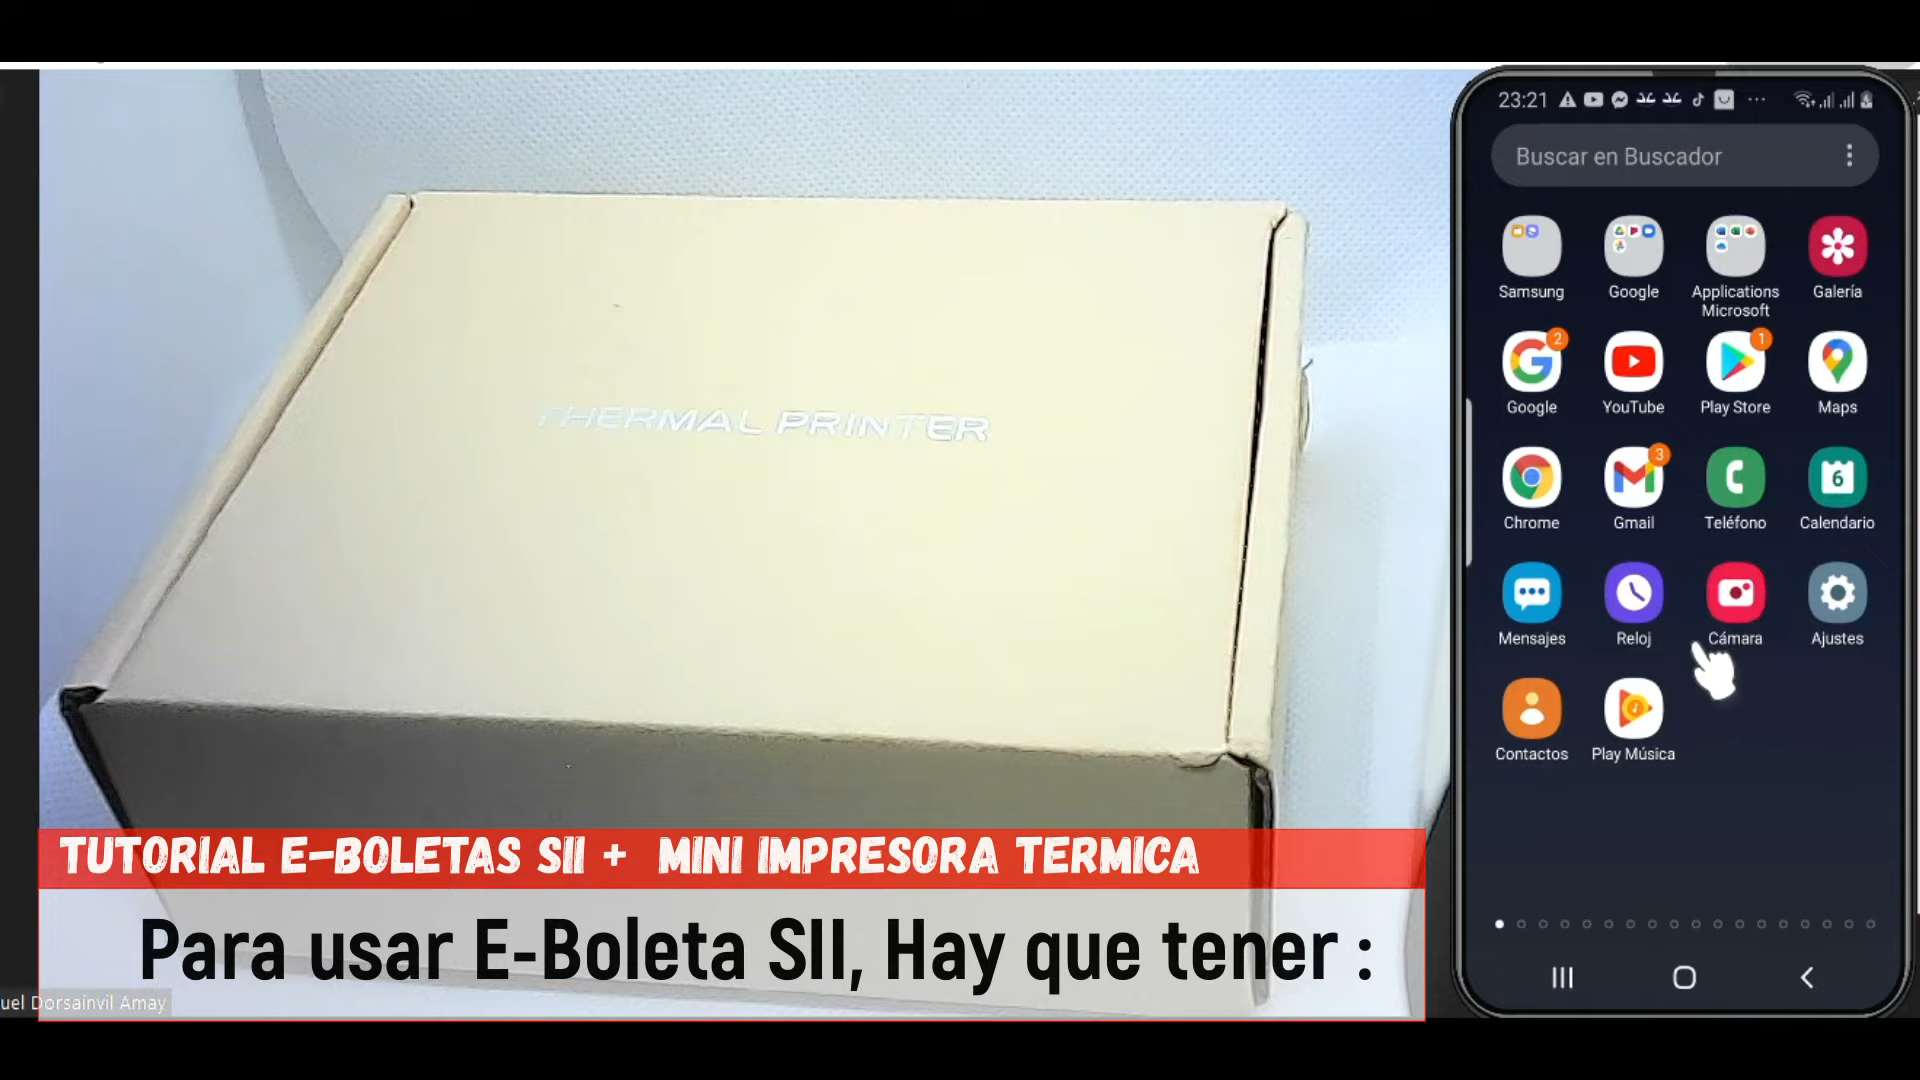 THERMAL PRINTER
TUTORIAL E-BOLETAS SII + MINI IMPRESORA TERMICA
Para usar E-Boleta SII, Hay que tener :
uel Dorsainvil Amay
23:21
Buscar en Buscador
Samsung
Google
Applications Microsoft
Galería
2
1
Google
YouTube
Play Store
Maps
3
6
Chrome
Gmail
Teléfono
Calendario
Mensajes
Reloj
Cámara
Ajustes
Contactos
Play Música